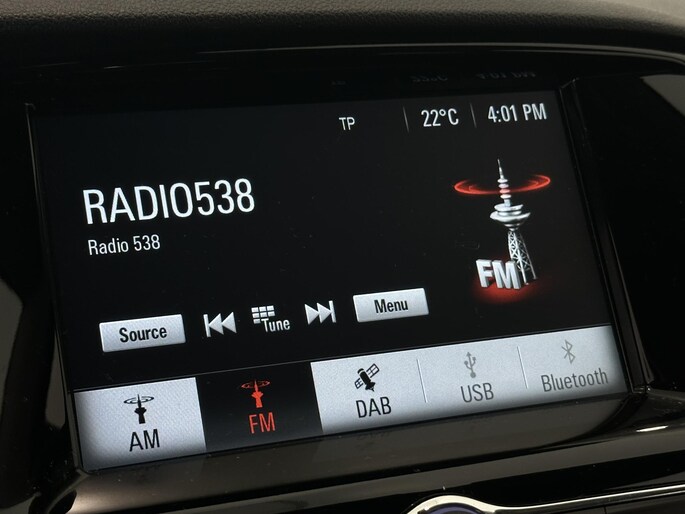 TP 22°C 4:01 PM
RADIO538
Radio 538
FM
Source Tune Menu
AM FM DAB USB Bluetooth